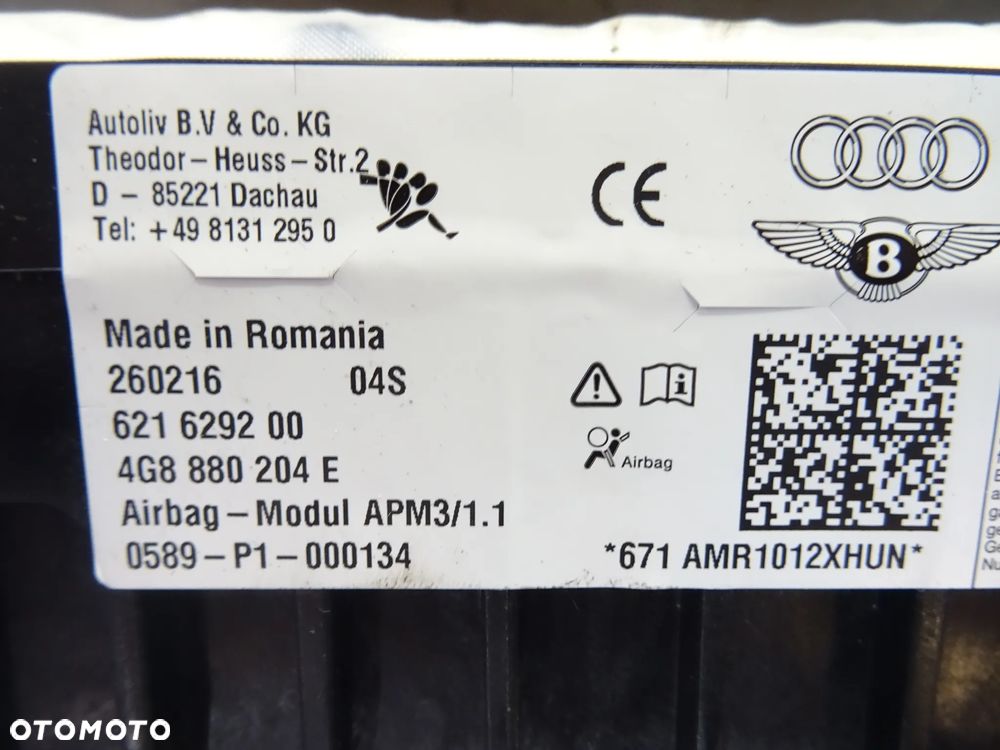 Autoliv B.V & Co. KG
Theodor – Heuss – Str.2
D – 85221 Dachau
Tel: +49 8131 295 0
CE
B
Made in Romania
260216 04S
621 6292 00
4G8 880 204 E
Airbag – Modul APM3/1.1
0589 – P1 – 000134
i
Airbag
*671 AMR1012XHUN*
OTOMOTO